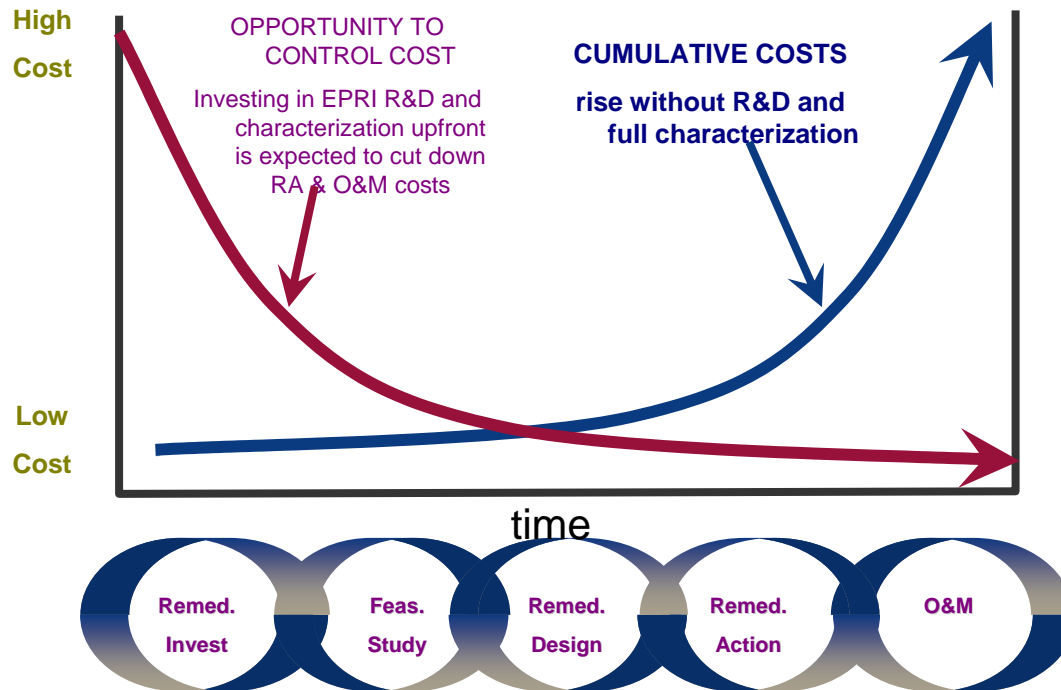 High
Cost
OPPORTUNITY TO
CONTROL COST
Investing in EPRI R&D and
characterization upfront
is expected to cut down
RA & O&M costs
CUMULATIVE COSTS
rise without R&D and
full characterization
Low
Cost
time
Remed.
Invest
Feas.
Study
Remed.
Design
Remed.
Action
O&M